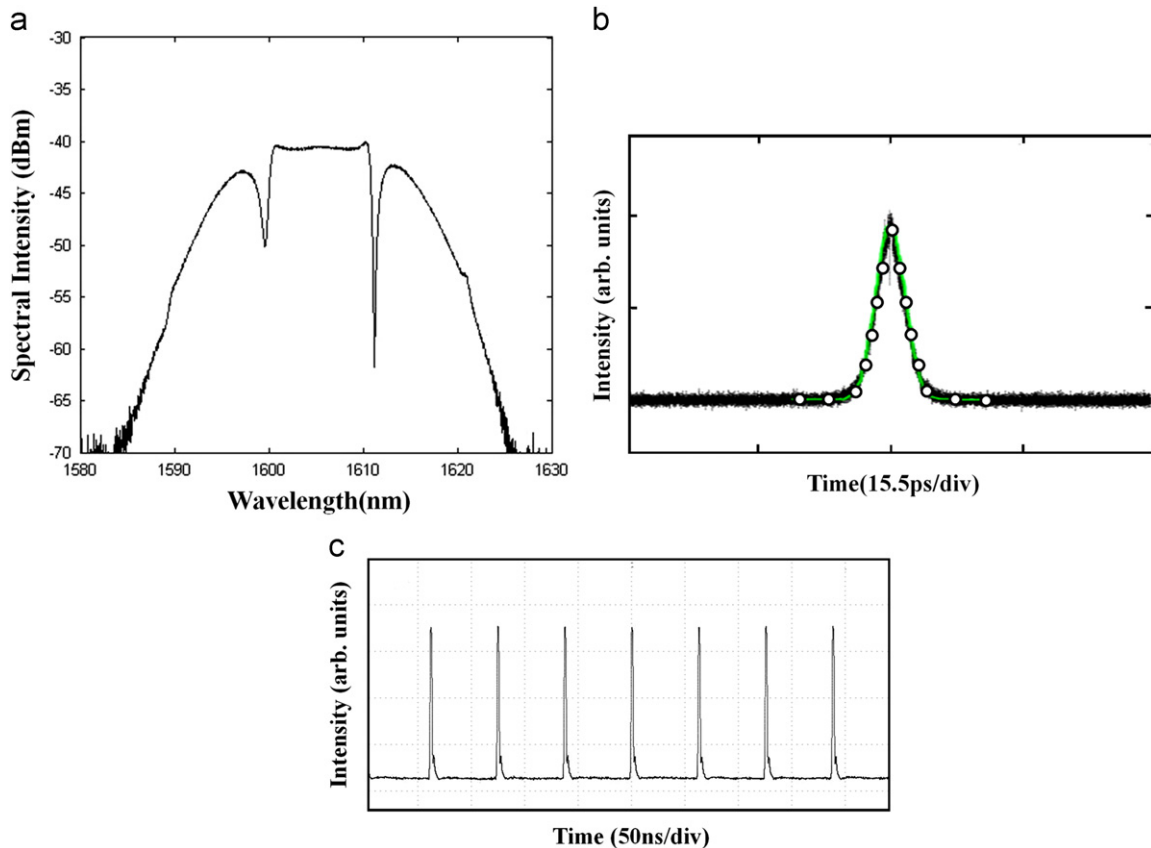 a
Spectral Intensity (dBm)
-30
-35
-40
-45
-50
-55
-60
-65
-70
1580
1590
1600
1610
1620
1630
Wavelength(nm)
b
Intensity (arb. units)
Time(15.5ps/div)
c
Intensity (arb. units)
Time (50ns/div)